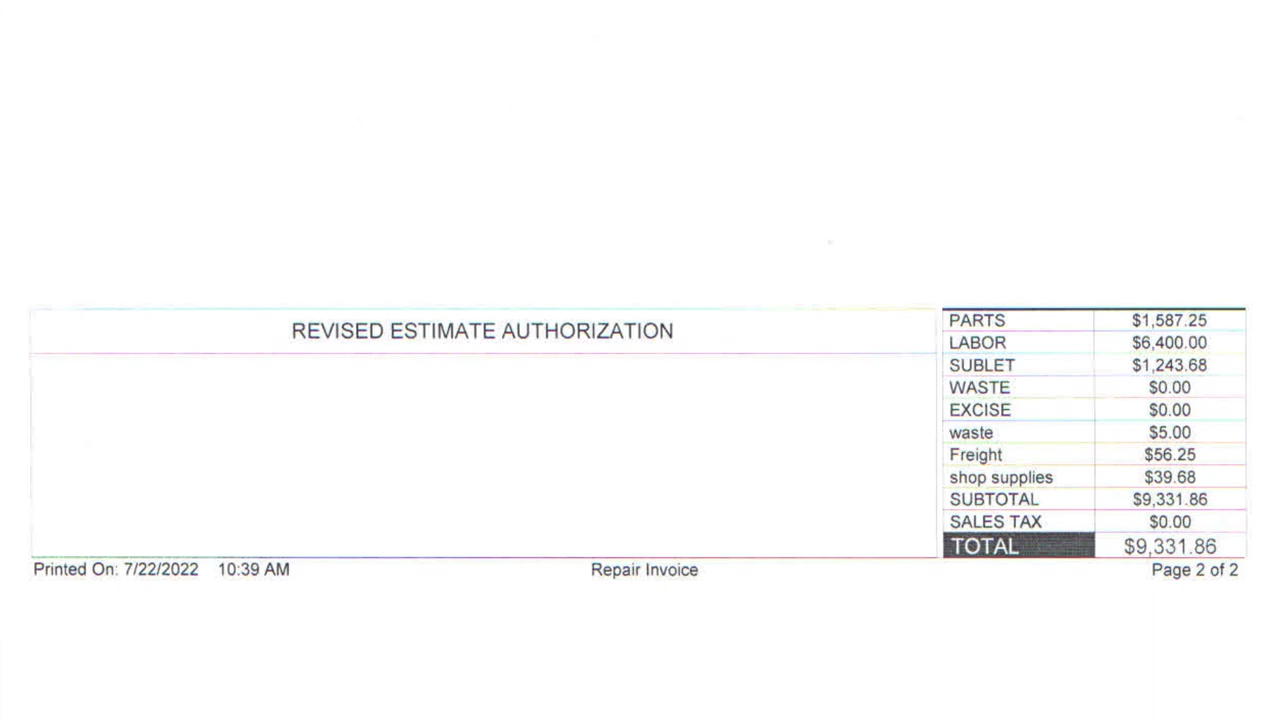 REVISED ESTIMATE AUTHORIZATION
PARTS $1,587.25
LABOR $6,400.00
SUBLET $1,243.68
WASTE $0.00
EXCISE $0.00
waste $5.00
Freight $56.25
shop supplies $39.68
SUBTOTAL $9,331.86
SALES TAX $0.00
TOTAL $9,331.86
Printed On: 7/22/2022 10:39 AM Repair Invoice Page 2 of 2